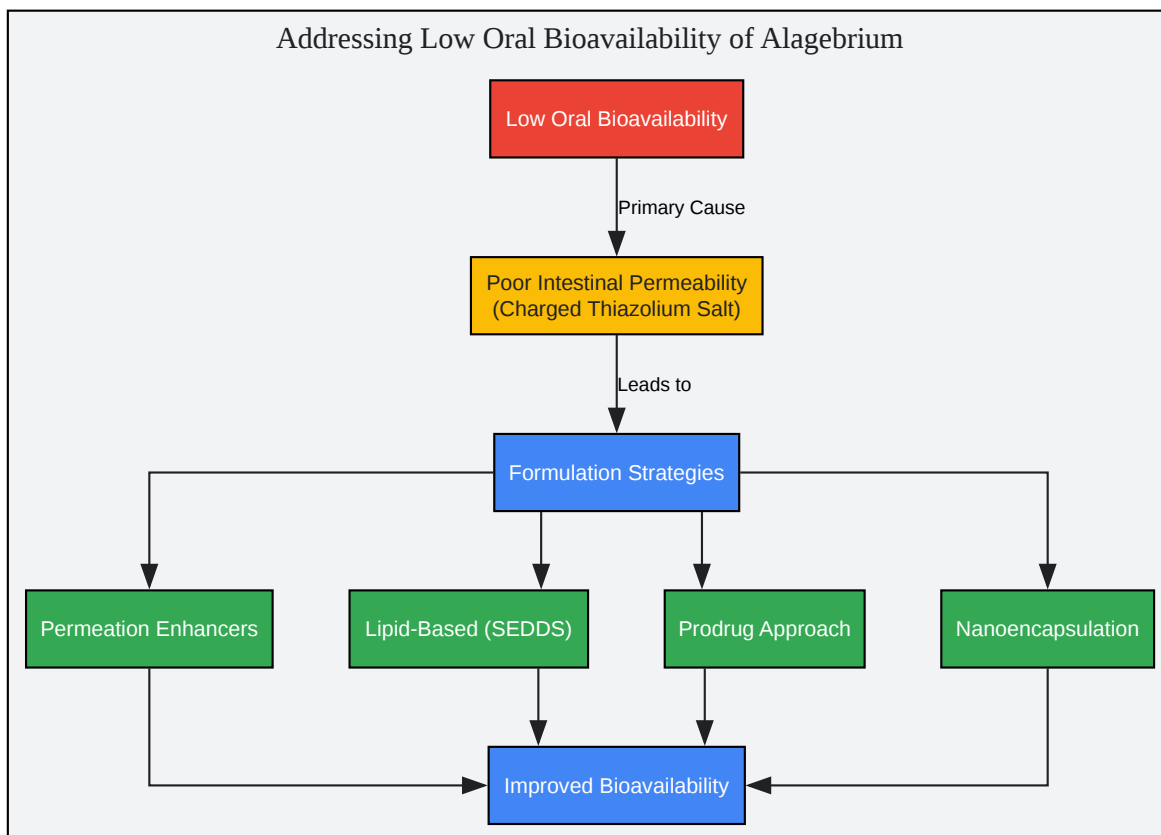 Addressing Low Oral Bioavailability of Alagebrium
Low Oral Bioavailability
Primary Cause
Poor Intestinal Permeability
(Charged Thiazolium Salt)
Leads to
Formulation Strategies
Permeation Enhancers
Lipid-Based (SEDDS)
Prodrug Approach
Nanoencapsulation
Improved Bioavailability